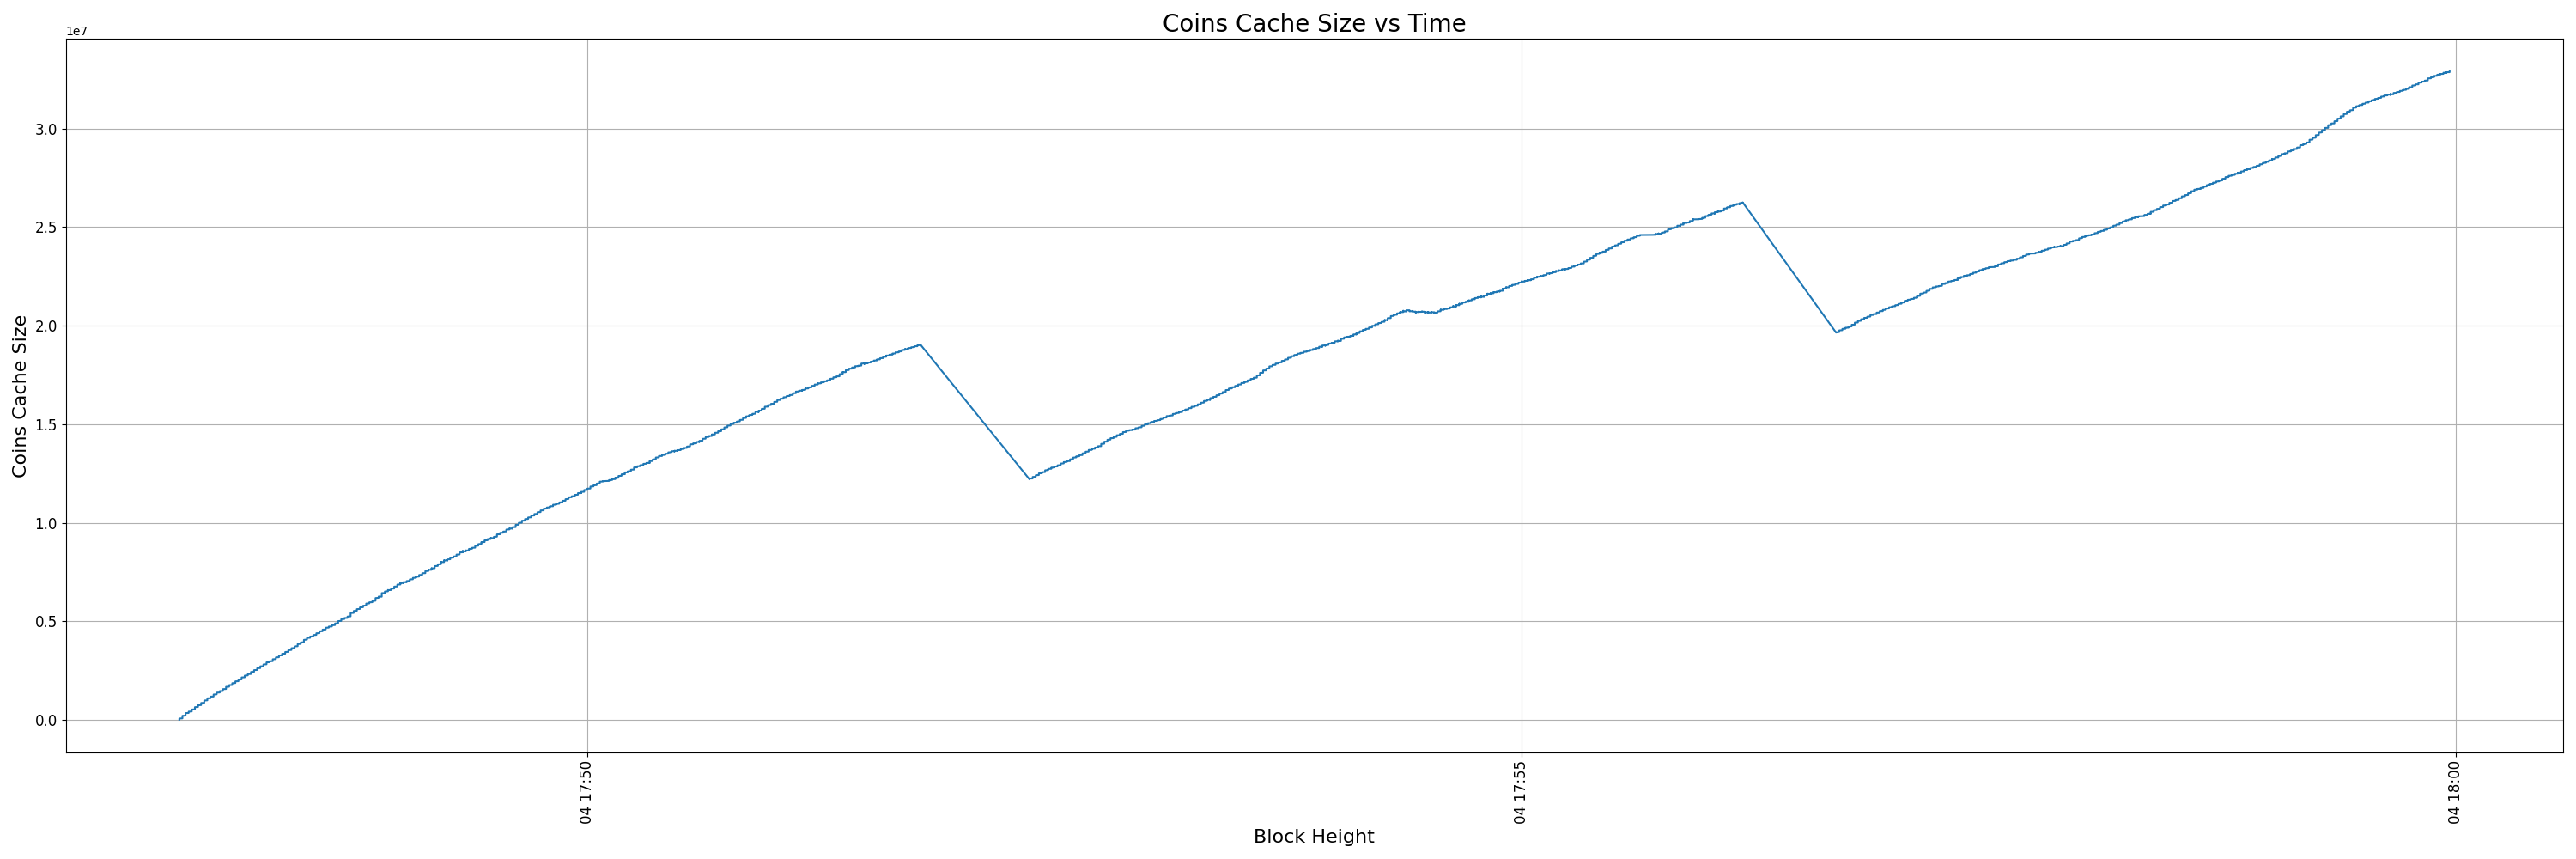 Coins Cache Size vs Time
1e7
3.0
2.5
2.0
1.5
1.0
0.5
0.0
Coins Cache Size
04 17:50
04 17:55
04 18:00
Block Height